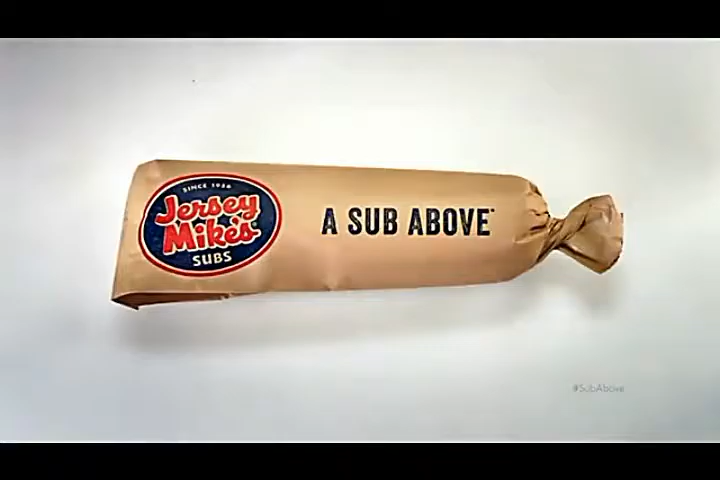 SINCE 1956
Jersey
Mike's
SUBS
A SUB ABOVE
#SubAbove